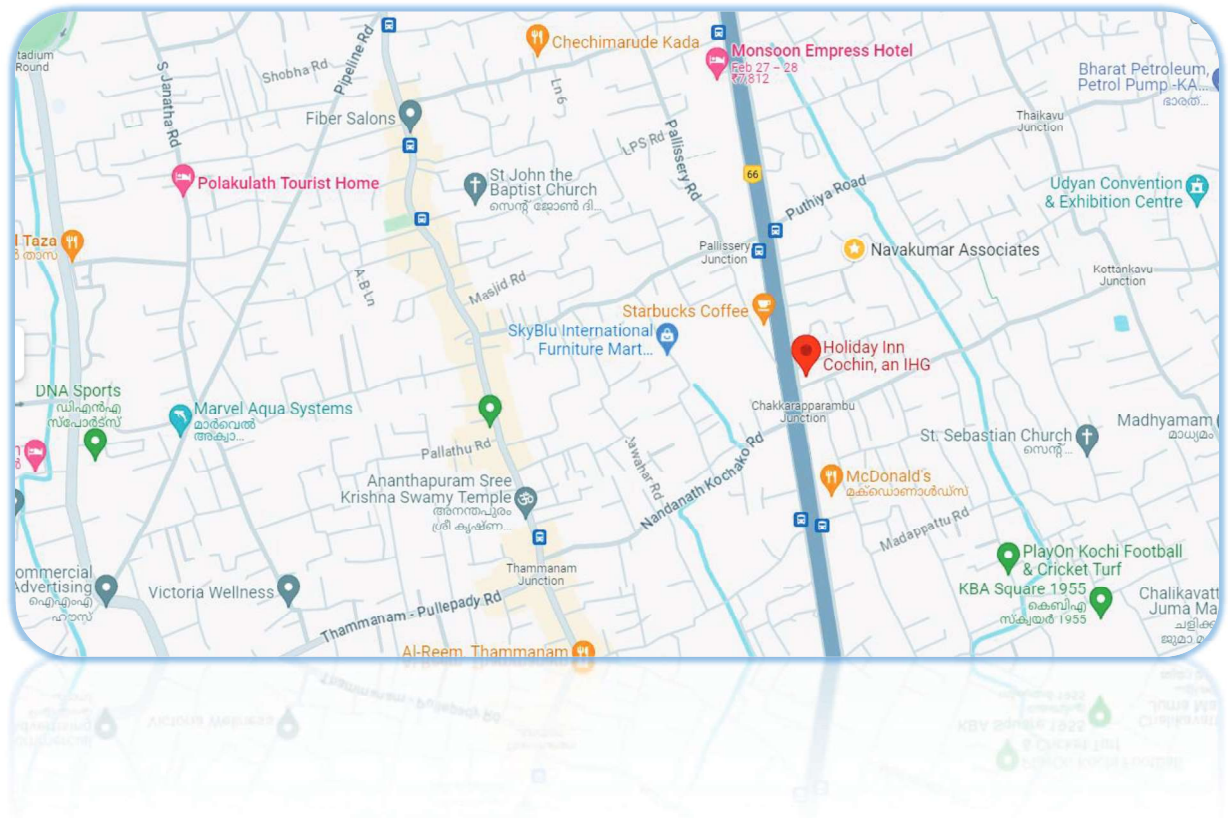 Chechimarude Kada
Monsoon Empress Hotel
Feb 27 – 28
₹7,812
tadium
Round
Shobha Rd
Pipeline Rd
S Janatha Rd
Ln 6
Bharat Petroleum,
Petrol Pump -KA...
ഭാരത്...
Fiber Salons
Thaikavu
Junction
LPS Rd
Pallissery Rd
66
St John the
Baptist Church
സെന്റ് ജോൺ ദി...
Polakulath Tourist Home
Puthiya Road
Udyan Convention
& Exhibition Centre
l Taza
ൽ താസ
Pallissery
Junction
Navakumar Associates
Kottankavu
Junction
A.B Ln
Masjid Rd
Starbucks Coffee
SkyBlu International
Furniture Mart...
Holiday Inn
Cochin, an IHG
DNA Sports
ഡിഎൻഎ
സ്പോർട്സ്
Marvel Aqua Systems
മാർവെൽ
അക്വാ...
Chakkarapparambu
Junction
Madhyamam
മാധ്യമം
St. Sebastian Church
സെന്റ്...
Pallathu Rd
Jawahar Rd
Nandanath Kochako Rd
Ananthapuram Sree
Krishna Swamy Temple
അനന്തപുരം
ശ്രീ കൃഷ്ണ...
McDonald's
മക്ഡൊണാൾഡ്സ്
Madappattu Rd
PlayOn Kochi Football
& Cricket Turf
Thammanam
Junction
ommercial
Advertising
ഐഎംഎ
ഹൗസ്
Victoria Wellness
KBA Square 1955
കെബിഎ
സ്ക്വയർ 1955
Chalikavatt
Juma Ma
ചളിക്ക
ജുമാ മ
Thammanam - Pullepady Rd
Al-Reem, Thammanam